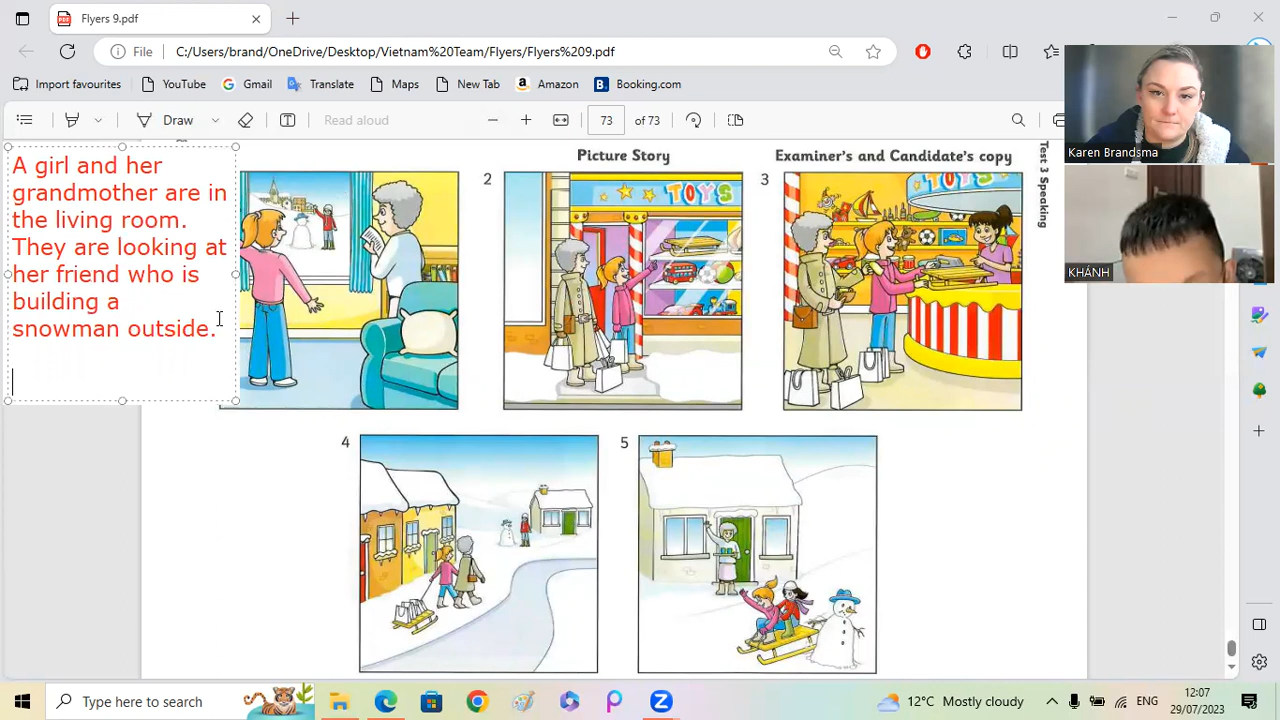 Flyers 9.pdf
File
C:/Users/brand/OneDrive/Desktop/Vietnam%20Team/Flyers/Flyers%209.pdf
Import favourites
YouTube
Gmail
Translate
Maps
New Tab
Amazon
Booking.com
Draw
Read aloud
73 of 73
Karen Brandsma
KHÁNH
Picture Story
Examiner's and Candidate's copy
Test 3 Speaking
A girl and her
grandmother are in
the living room.
They are looking at
her friend who is
building a
snowman outside.
2
TOYS
3
TOYS
4
5
Type here to search
12°C Mostly cloudy
ENG
12:07
29/07/2023